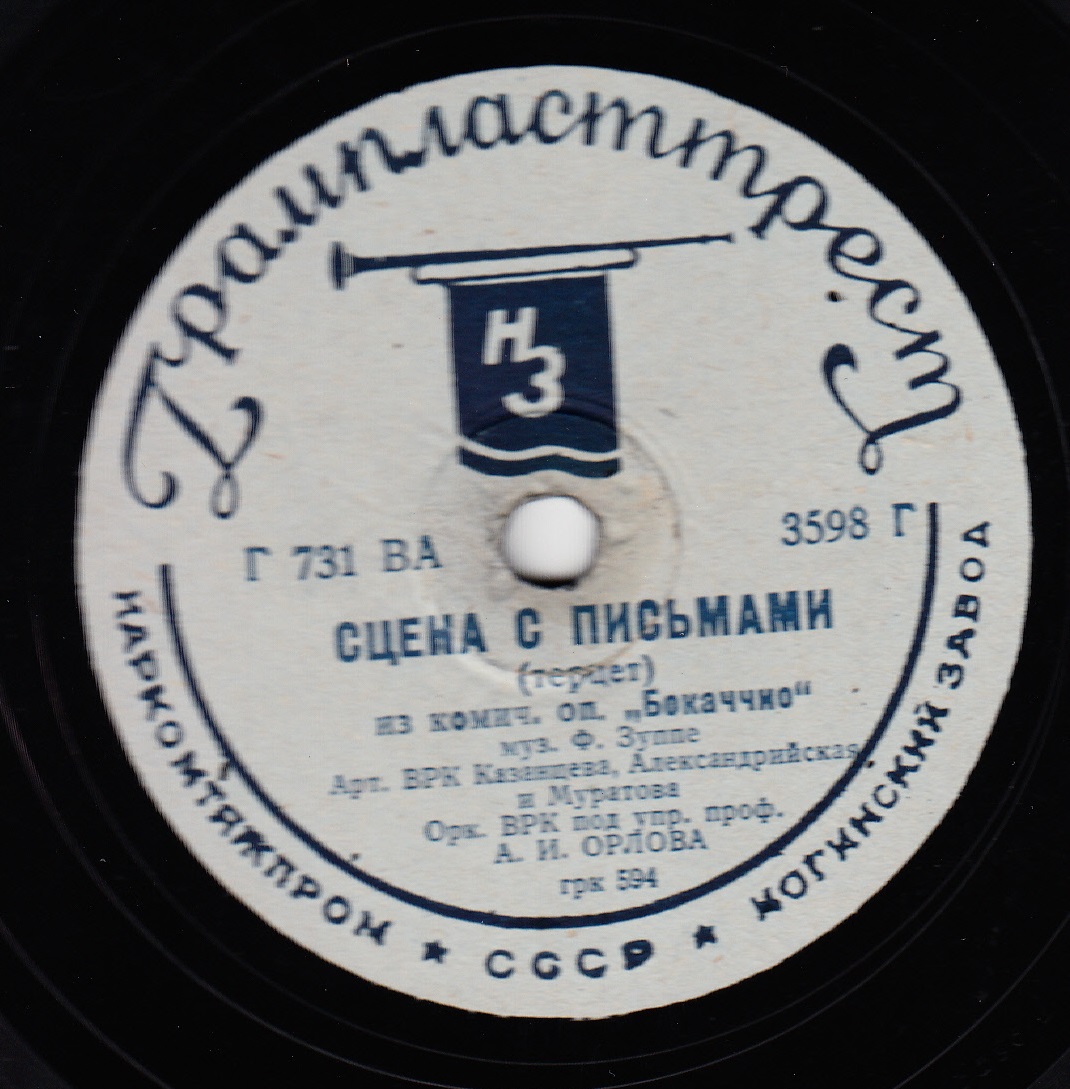 Грампласттрест
НЗ
Г 731 ВА
3598 Г
СЦЕНА С ПИСЬМАМИ
(терцет)
из комич. оп. „Бокаччио“
муз. Ф. Зуппе
Арт. ВРК Казанцева, Александрийская
и Муратова
Орк. ВРК под упр. проф.
А. И. ОРЛОВА
грк 594
НАРКОМТЯЖПРОМ ★ СССР ★ НОГИНСКИЙ ЗАВОД